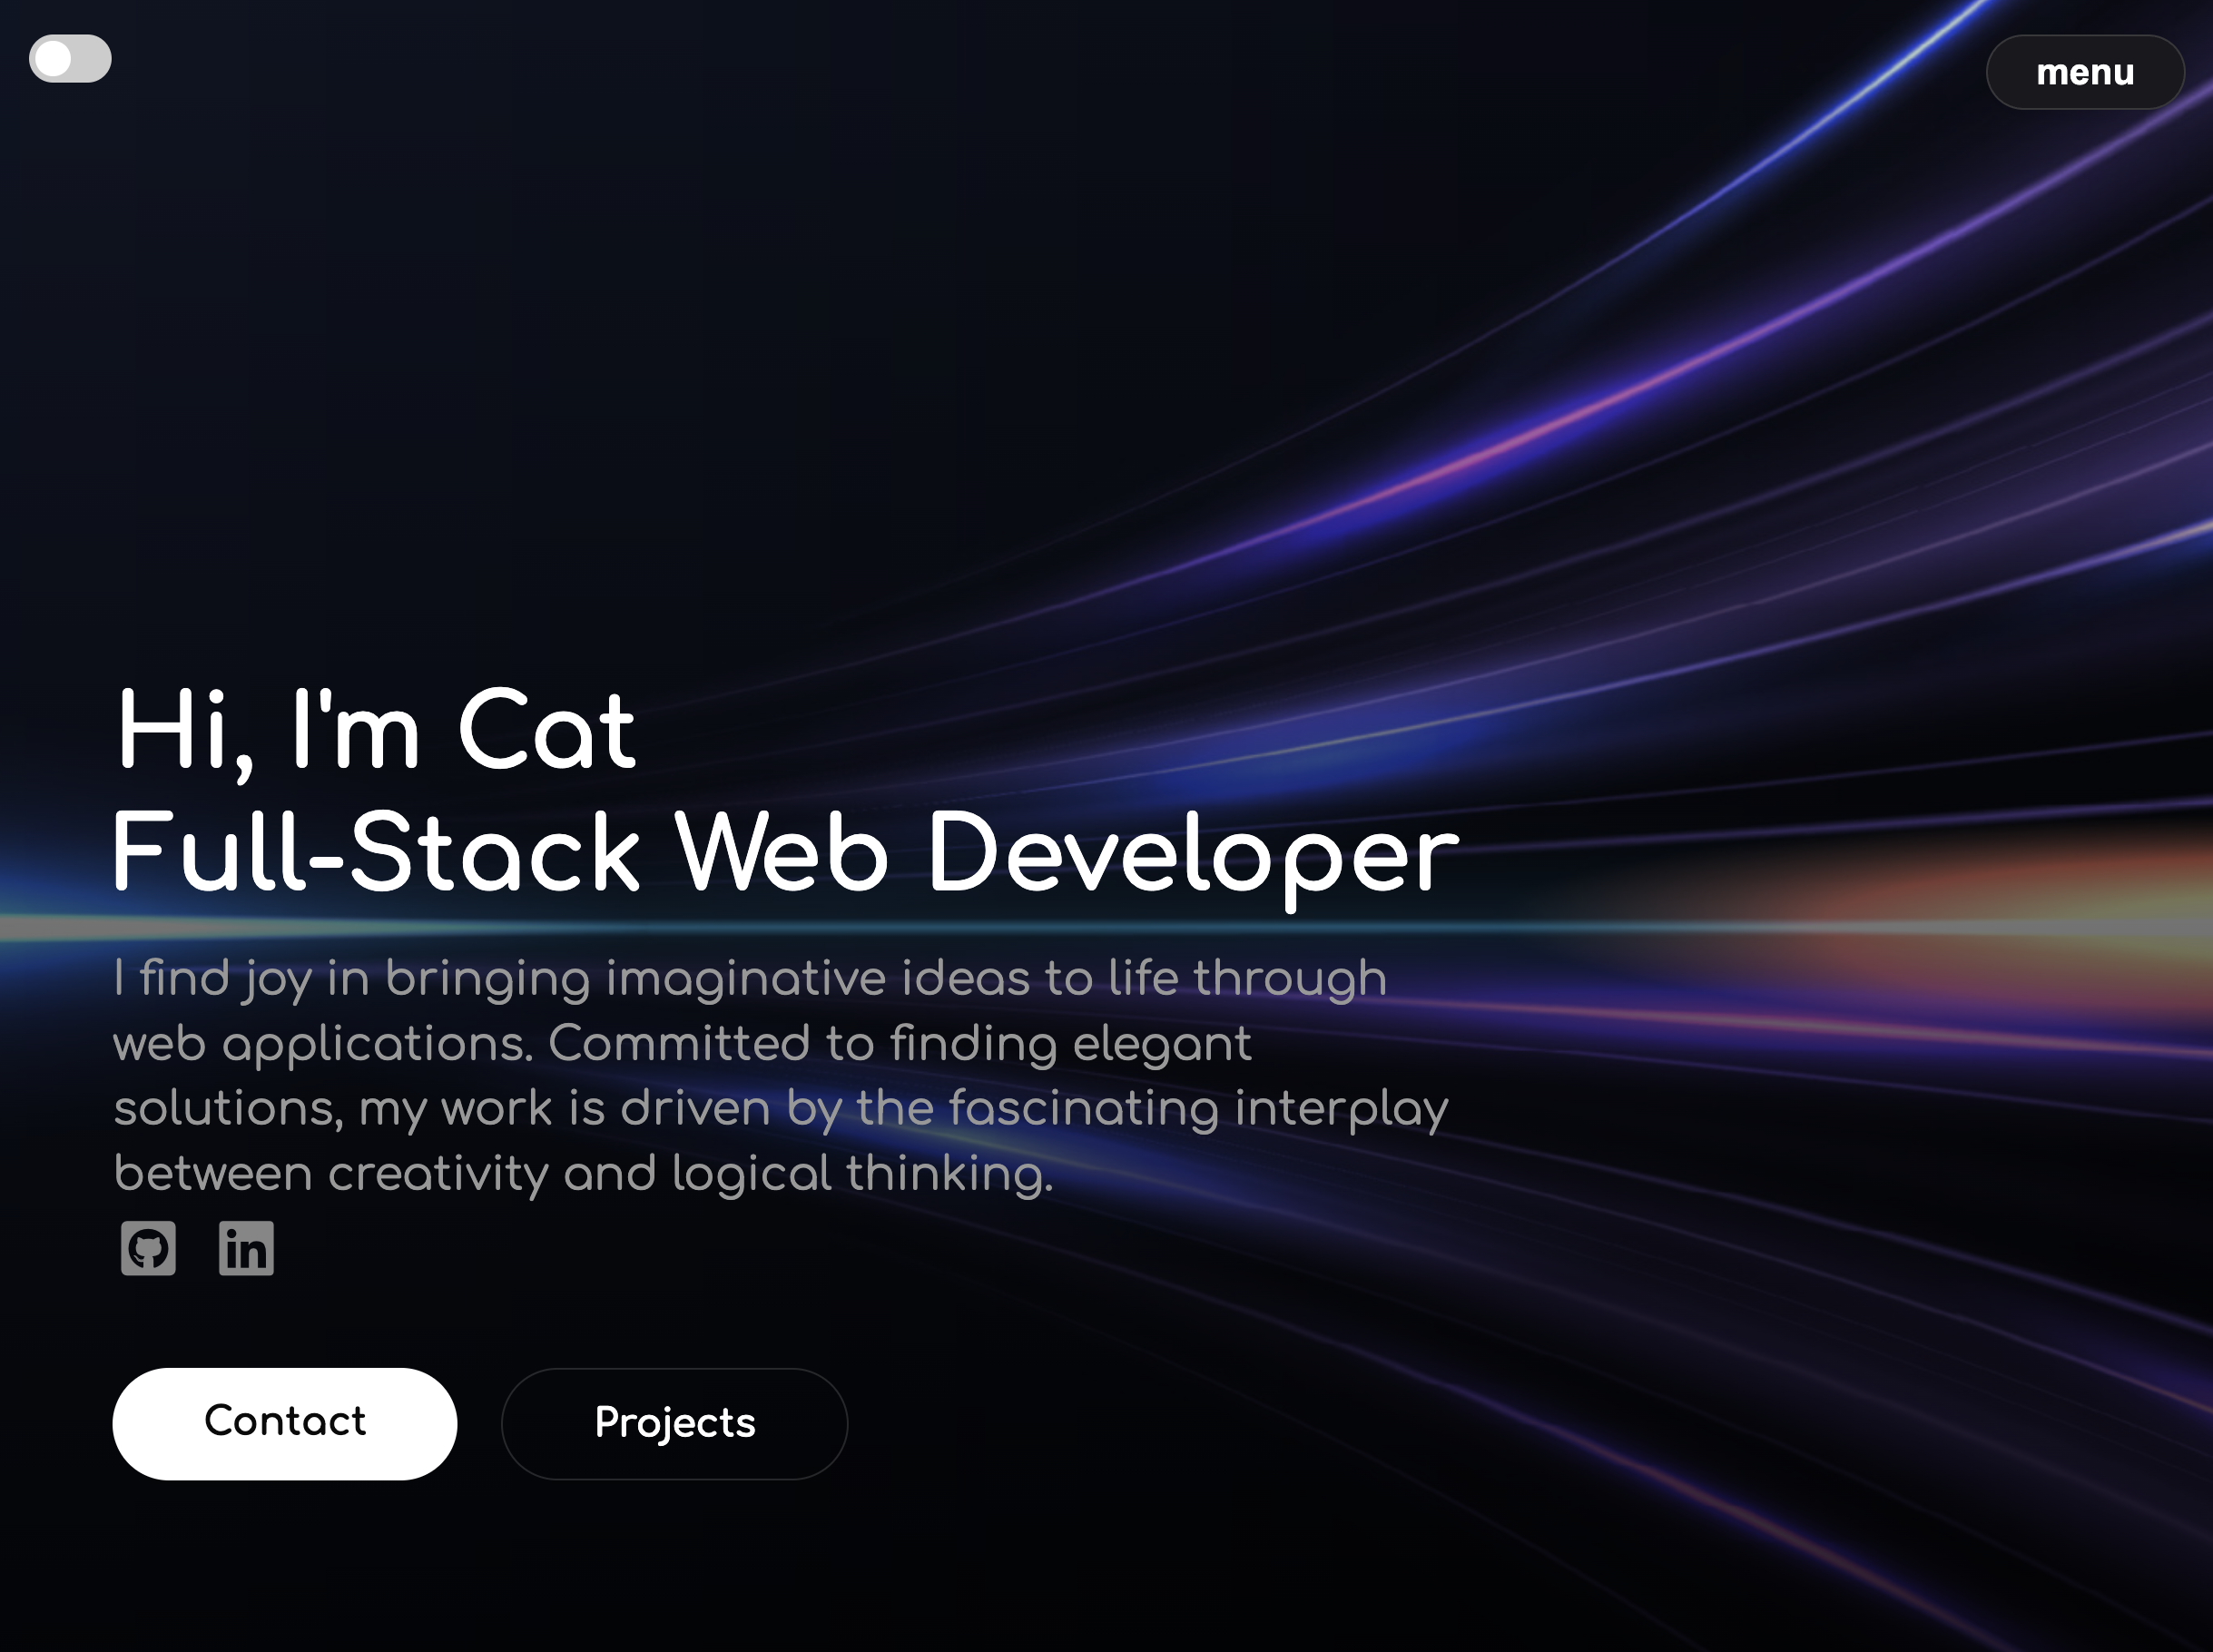 menu
Hi, I'm Cat
Full-Stack Web Developer
I find joy in bringing imaginative ideas to life through
web applications. Committed to finding elegant
solutions, my work is driven by the fascinating interplay
between creativity and logical thinking.
in
Contact Projects